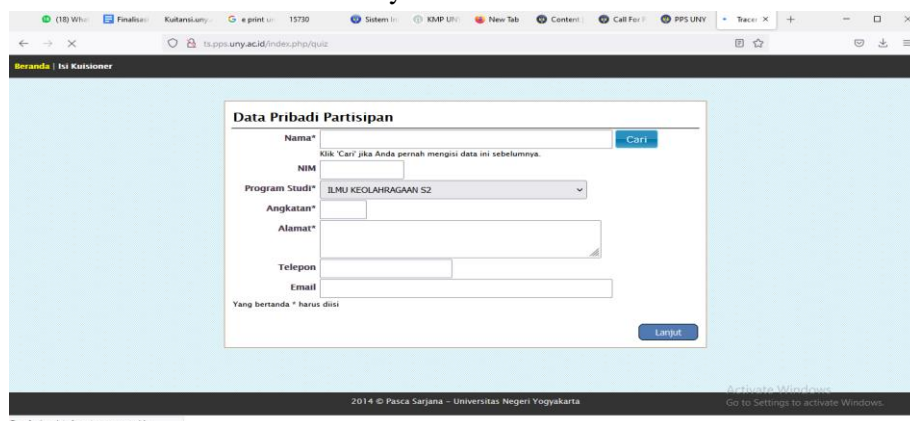 (18) Wha
Finalisas
Kuitansi.uny.
e print u
15730
Sistem In
KMP UN
New Tab
Content
Call For P
PPS UNY
Tracer
ts.pps.uny.ac.id/index.php/quiz
Beranda | Isi Kuisioner
Data Pribadi Partisipan
Nama*
Cari
Klik 'Cari' jika Anda pernah mengisi data ini sebelumnya.
NIM
Program Studi* ILMU KEOLAHRAGAAN S2
Angkatan*
Alamat*
Telepon
Email
Yang bertanda * harus diisi
Lanjut
Activate Windows
Go to Settings to activate Windows.
2014 © Pasca Sarjana – Universitas Negeri Yogyakarta